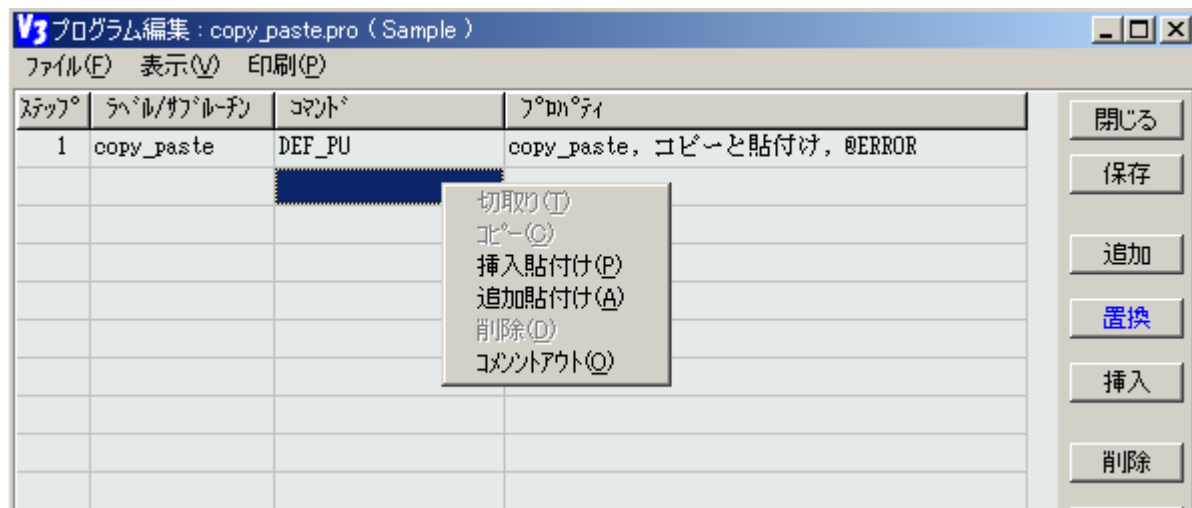 V3 プログラム編集:copy_paste.pro(Sample)
ファイル(F) 表示(V) 印刷(P)
ステップ ラベル/サブルーチン コマンド プロパティ
1 copy_paste DEF_PU copy_paste, コピーと貼付け, @ERROR
切取り(T)
コピー(C)
挿入貼付け(P)
追加貼付け(A)
削除(D)
コメントアウト(O)
閉じる
保存
追加
置換
挿入
削除